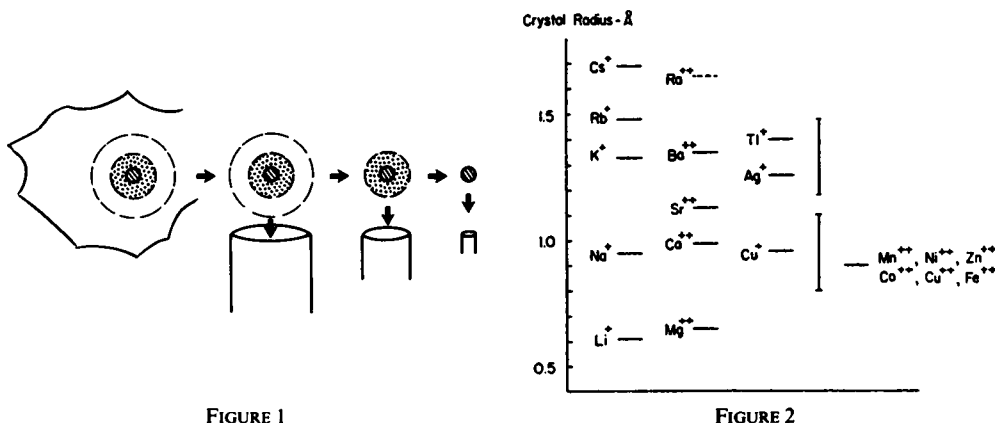 Crystal Radius - Å
1.5
1.0
0.5
Cs⁺
Rb⁺
K⁺
Na⁺
Li⁺
Ra⁺⁺
Ba⁺⁺
Sr⁺⁺
Ca⁺⁺
Mg⁺⁺
Tl⁺
Ag⁺
Cu⁺
Mn⁺⁺, Ni⁺⁺, Zn⁺⁺
Co⁺⁺, Cu⁺⁺, Fe⁺⁺
FIGURE 1
FIGURE 2